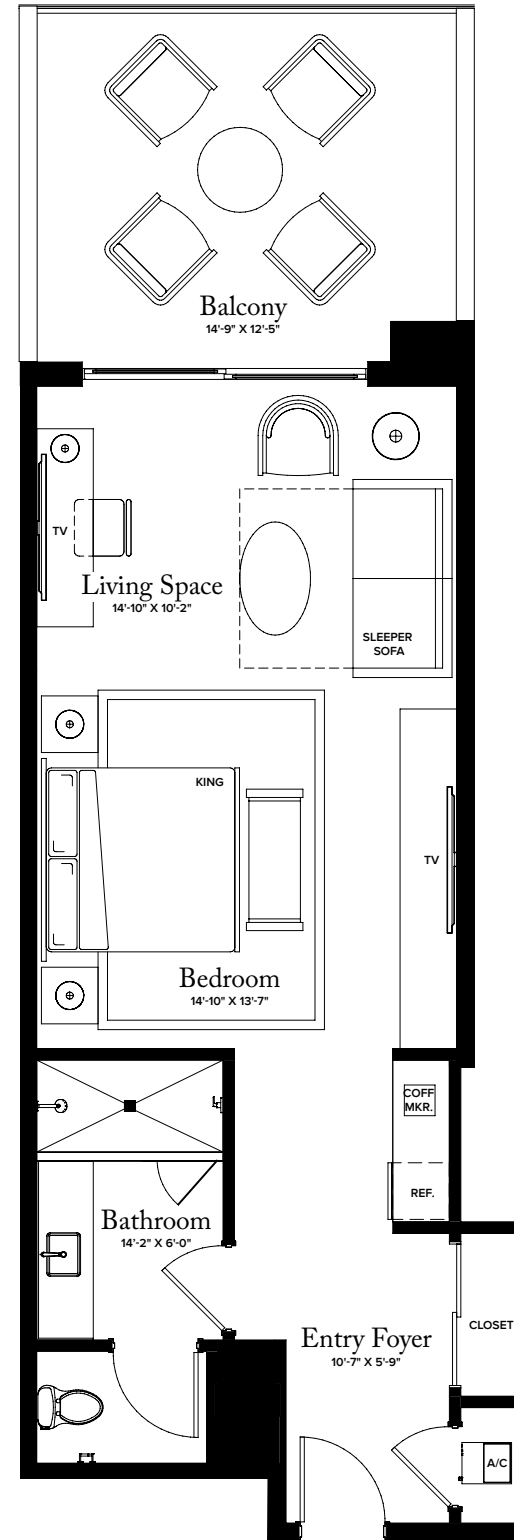 Balcony
14'-9" X 12'-5"
TV
Living Space
14'-10" X 10'-2"
SLEEPER
SOFA
KING
TV
Bedroom
14'-10" X 13'-7"
COFF
MKR.
REF.
Bathroom
14'-2" X 6'-0"
Entry Foyer
10'-7" X 5'-9"
CLOSET
A/C